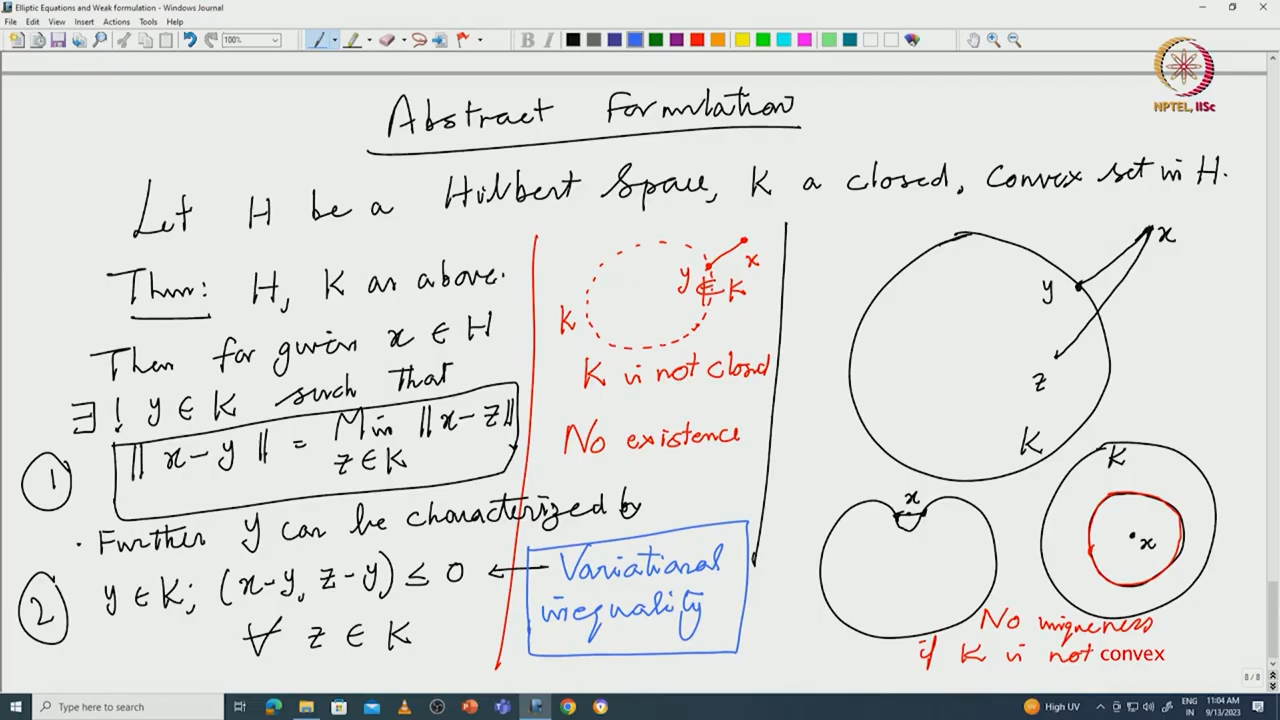 Elliptic Equations and Weak formulation - Windows Journal
File Edit View Insert Actions Tools Help
100%
B I
NPTEL, IISc
Abstract Formulation
Let H be a Hilbert Space, K a closed, convex set in H.
Thm: H, K as above.
Then for given x ∈ H
∃ ! y ∈ K such that
① ‖ x - y ‖ = Min ‖ x - z ‖
z ∈ K
• Further y can be characterized by
② y ∈ K; (x-y, z-y) ≤ 0
∀ z ∈ K
K
y ∉ K
x
K is not closed
No existence
Variational
inequality
x
y
z
K
x
K
x
No uniqueness
if K is not convex
8 / 8
Type here to search
High UV
ENG
IN
11:04 AM
9/13/2023